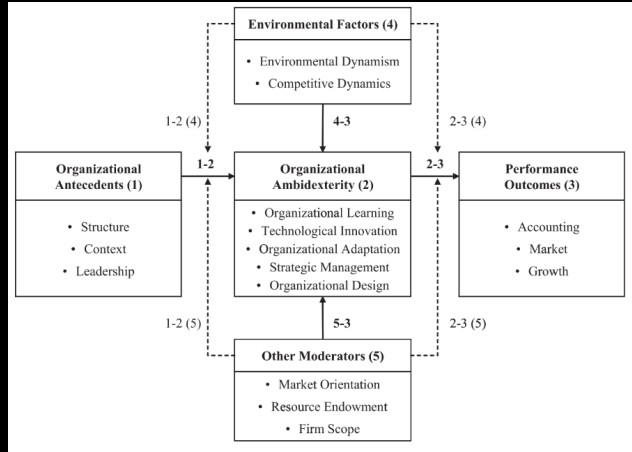 Environmental Factors (4)
• Environmental Dynamism
• Competitive Dynamics
1-2 (4)
4-3
2-3 (4)
Organizational
Antecedents (1)
• Structure
• Context
• Leadership
1-2
Organizational
Ambidexterity (2)
• Organizational Learning
• Technological Innovation
• Organizational Adaptation
• Strategic Management
• Organizational Design
2-3
Performance
Outcomes (3)
• Accounting
• Market
• Growth
1-2 (5)
5-3
2-3 (5)
Other Moderators (5)
• Market Orientation
• Resource Endowment
• Firm Scope